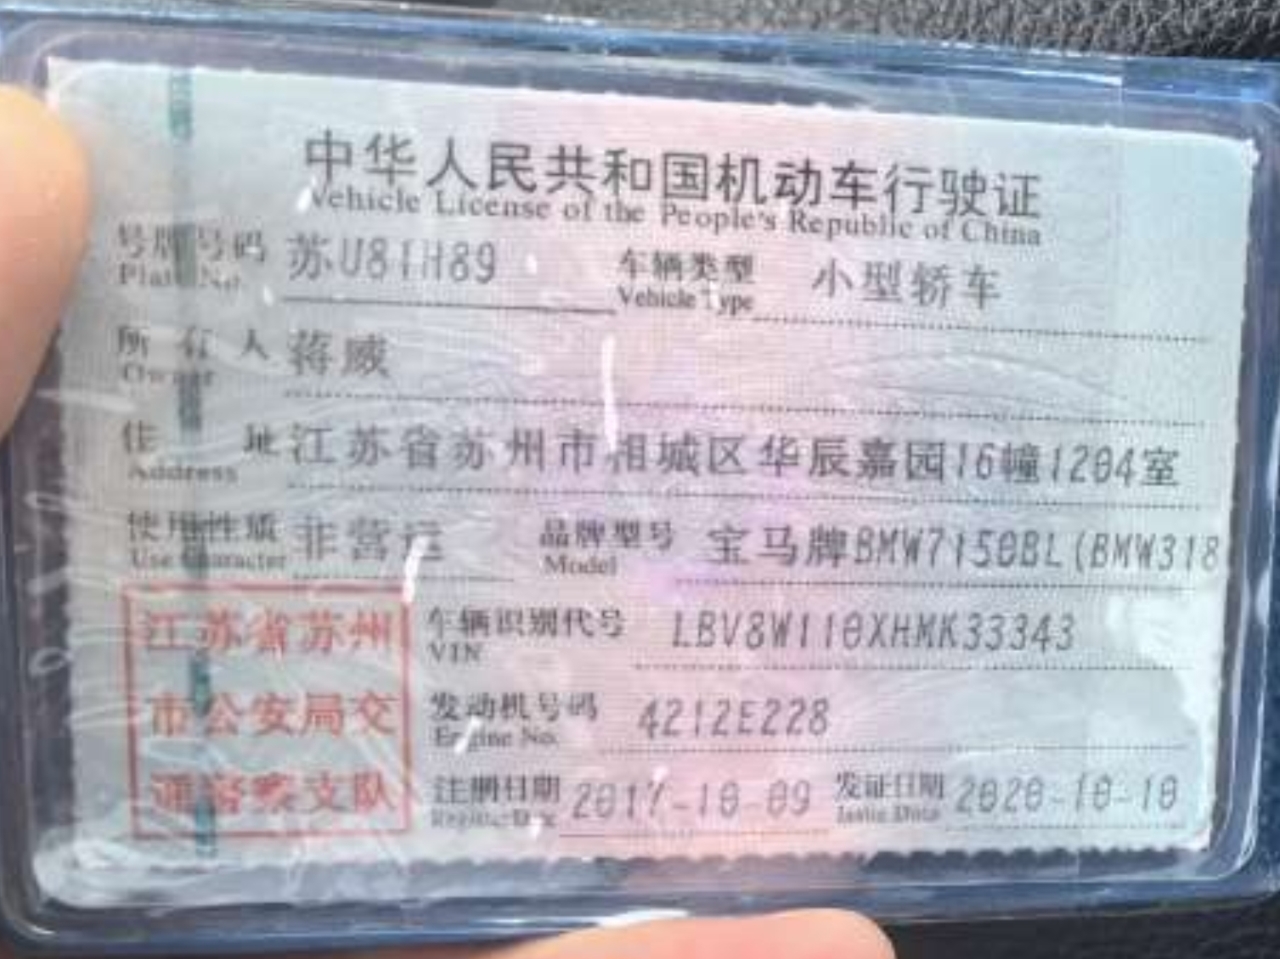 中华人民共和国机动车行驶证
Vehicle License of the People's Republic of China
号牌号码 苏U81H89 车辆类型 小型轿车
Plate No. Vehicle Type
所有人 蒋威
Owner
住址 江苏省苏州市相城区华辰嘉园16幢1204室
Address
使用性质 非营运 品牌型号 宝马牌BMW7150BL(BMW318
Use Character Model
江苏省苏州 车辆识别代号 LBV8W110XHMK33343
VIN
市公安局交 发动机号码 4212E228
Engine No.
通警察支队 注册日期 2017-10-09 发证日期 2020-10-10
Register Date Issue Date